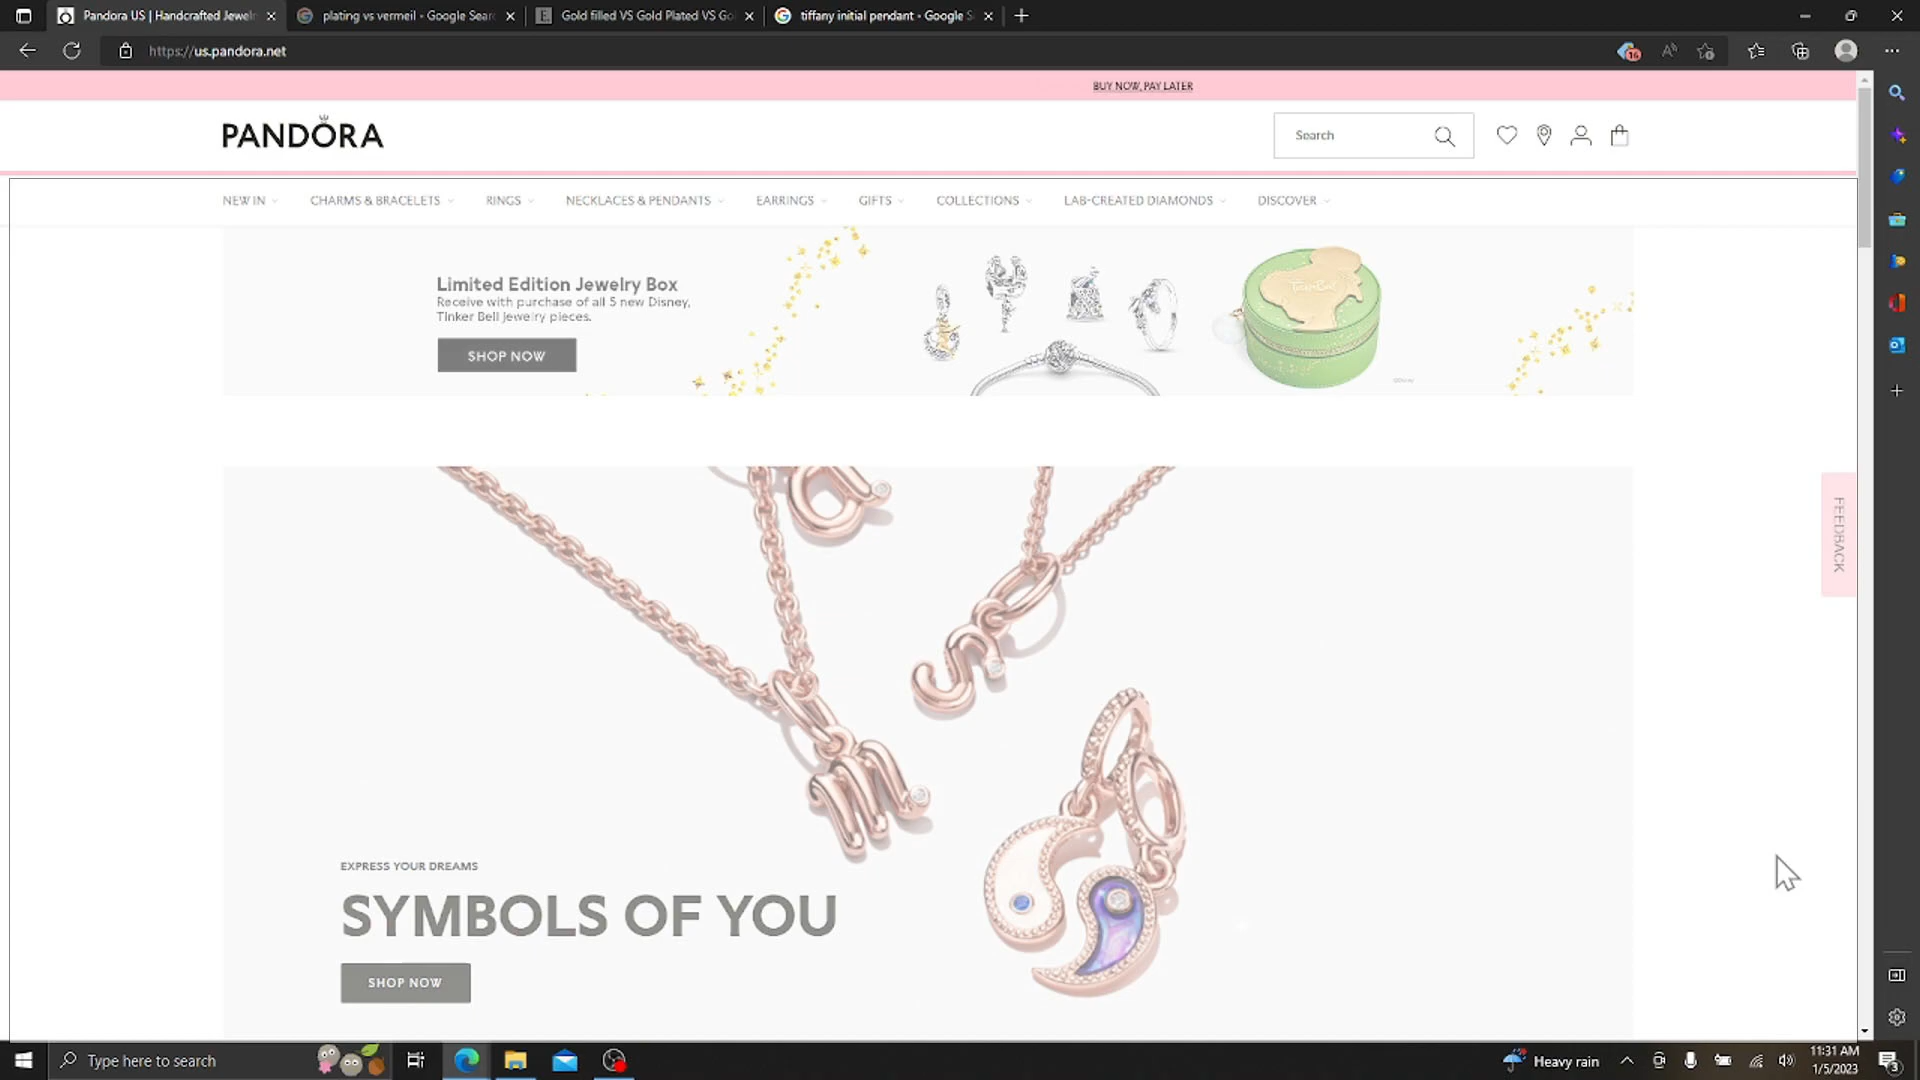 Pandora US | Handcrafted Jewel
plating vs vermeil - Google Sear
Gold filled VS Gold Plated VS Go
tiffany initial pendant - Google S
https://us.pandora.net
16
BUY NOW, PAY LATER
PANDORA
Search
NEW IN
CHARMS & BRACELETS
RINGS
NECKLACES & PENDANTS
EARRINGS
GIFTS
COLLECTIONS
LAB-CREATED DIAMONDS
DISCOVER
Limited Edition Jewelry Box
Receive with purchase of all 5 new Disney,
Tinker Bell jewelry pieces.
SHOP NOW
FEEDBACK
EXPRESS YOUR DREAMS
SYMBOLS OF YOU
SHOP NOW
Type here to search
Heavy rain
11:31 AM
1/5/2023
3